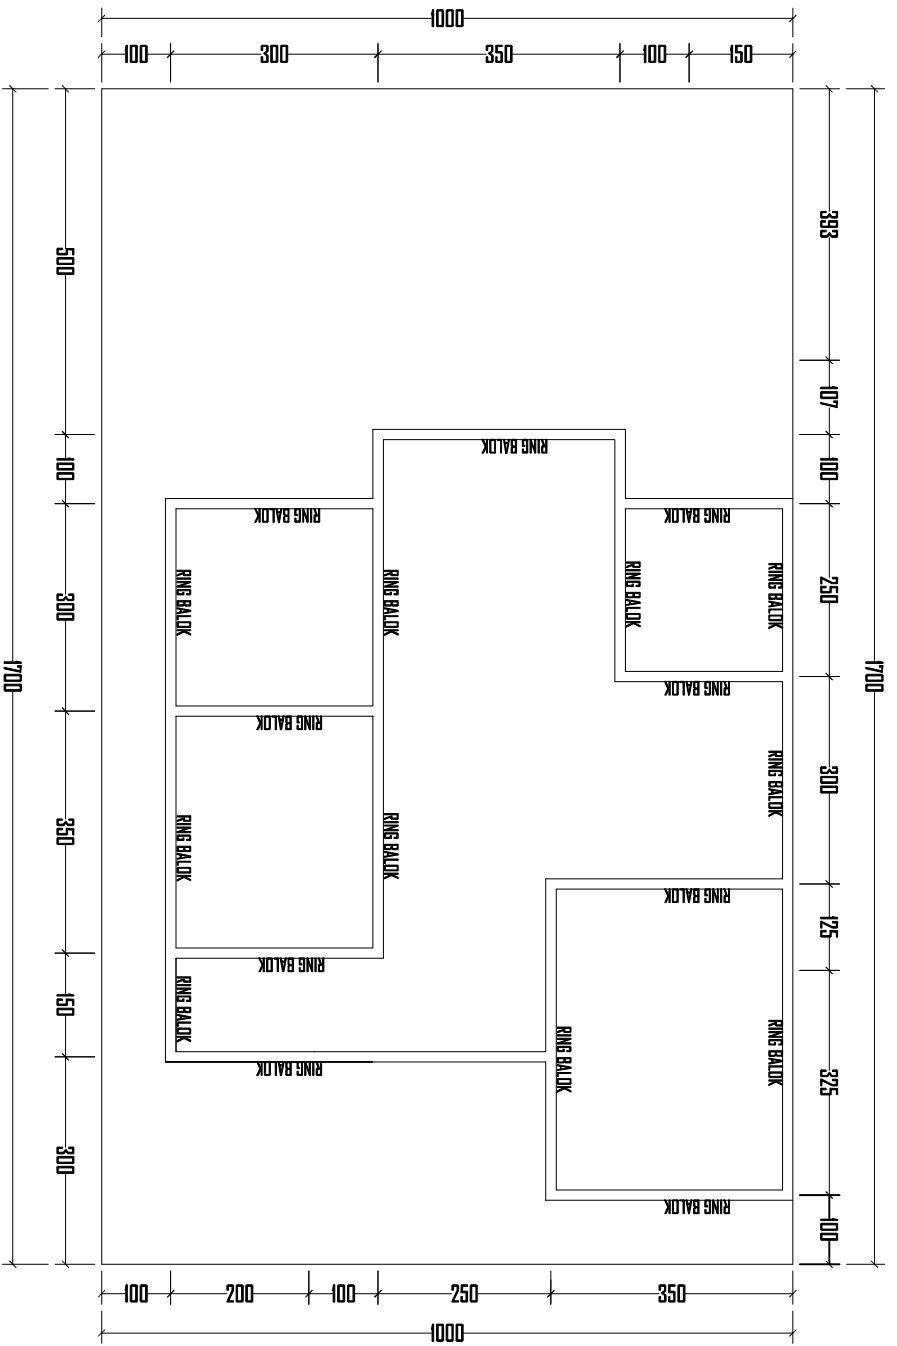 1000
100 300 350 100 150
393
500
107
RING BALOK
100 100
RING BALOK RING BALOK
RING BALOK RING BALOK RING BALOK RING BALOK
300 250
1700 1700
RING BALOK
RING BALOK
RING BALOK
300
RING BALOK RING BALOK
350
RING BALOK
125
RING BALOK
RING BALOK
150
RING BALOK RING BALOK
RING BALOK
325
300
RING BALOK
100
100 200 100 250 350
1000